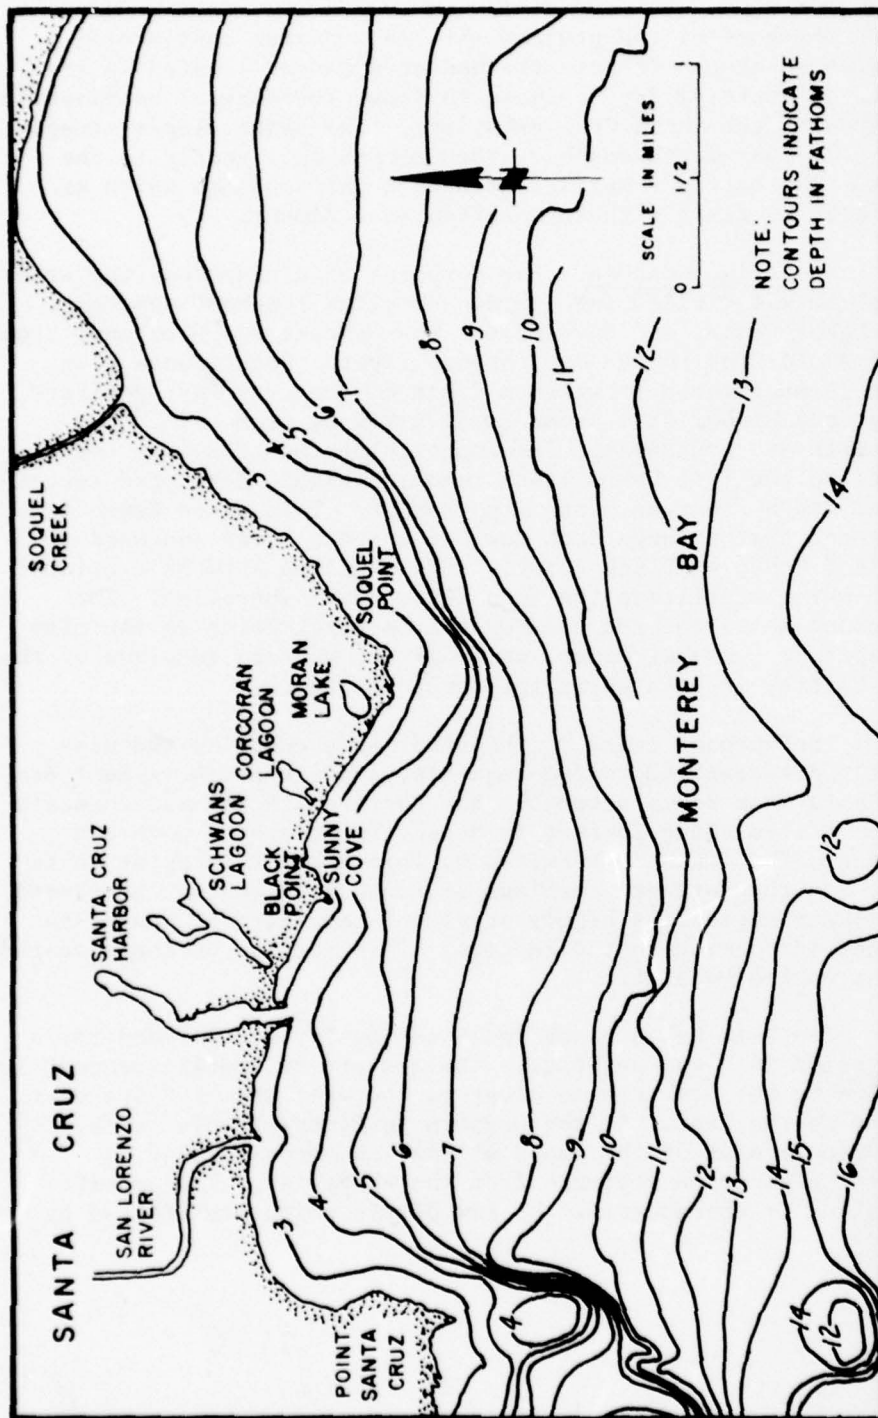 SANTA CRUZ
SAN LORENZO
RIVER
SANTA CRUZ
HARBOR
SCHWANS
LAGOON
BLACK
POINT
SUNNY
COVE
CORCORAN
LAGOON
MORAN
LAKE
SOQUEL
POINT
SOQUEL
CREEK
POINT
SANTA
CRUZ
3
4
5
6
7
8
9
10
11
12
13
14
15
16
4
14
12
12
3
4
5
6
7
8
9
10
11
12
13
14
MONTEREY BAY
SCALE IN MILES
0 1/2 1
NOTE:
CONTOURS INDICATE
DEPTH IN FATHOMS